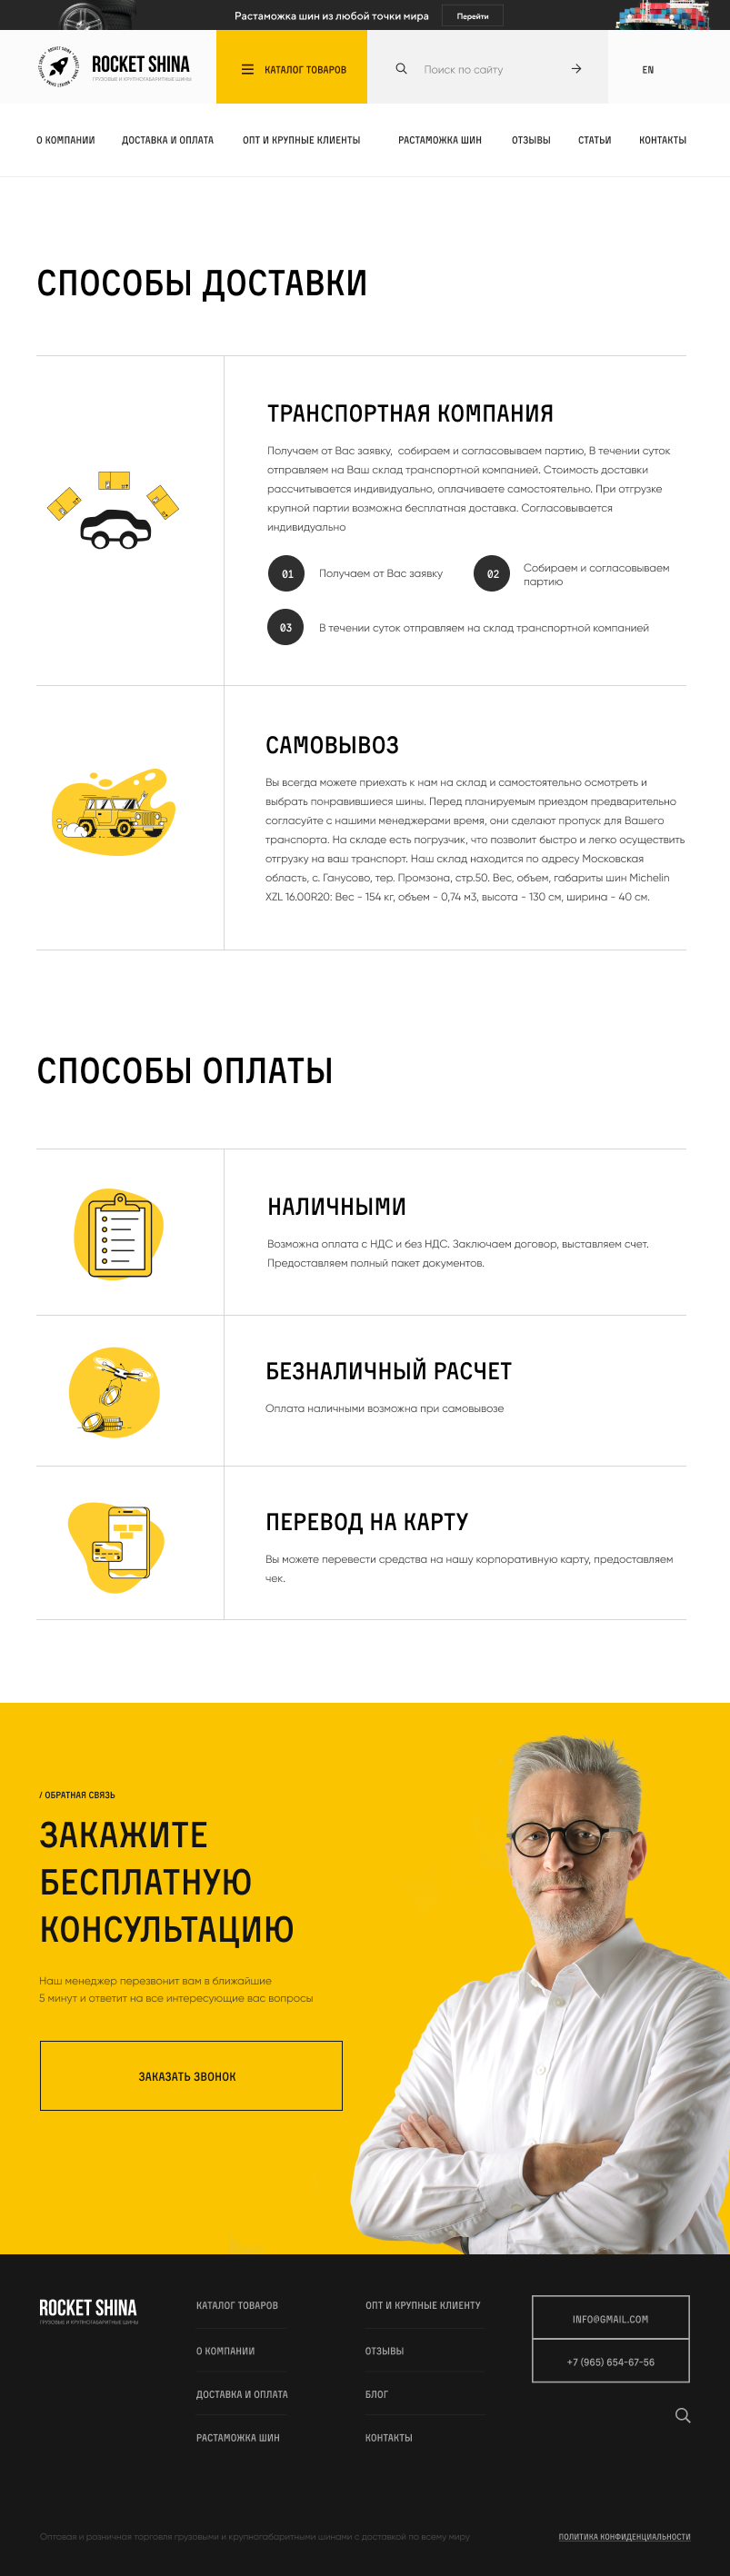 Растаможка шин из любой точки мира
Перейти
ROCKET SHINA
ГРУЗОВЫЕ И КРУПНОГАБАРИТНЫЕ ШИНЫ
КАТАЛОГ ТОВАРОВ
Поиск по сайту
EN
О КОМПАНИИ
ДОСТАВКА И ОПЛАТА
ОПТ И КРУПНЫЕ КЛИЕНТЫ
РАСТАМОЖКА ШИН
ОТЗЫВЫ
СТАТЬИ
КОНТАКТЫ
СПОСОБЫ ДОСТАВКИ
ТРАНСПОРТНАЯ КОМПАНИЯ
Получаем от Вас заявку, собираем и согласовываем партию, В течении суток
отправляем на Ваш склад транспортной компанией. Стоимость доставки
рассчитывается индивидуально, оплачиваете самостоятельно. При отгрузке
крупной партии возможна бесплатная доставка. Согласовывается
индивидуально
01
Получаем от Вас заявку
02
Собираем и согласовываем
партию
03
В течении суток отправляем на склад транспортной компанией
САМОВЫВОЗ
Вы всегда можете приехать к нам на склад и самостоятельно осмотреть и
выбрать понравившиеся шины. Перед планируемым приездом предварительно
согласуйте с нашими менеджерами время, они сделают пропуск для Вашего
транспорта. На складе есть погрузчик, что позволит быстро и легко осуществить
отгрузку на ваш транспорт. Наш склад находится по адресу Московская
область, с. Ганусово, тер. Промзона, стр.50. Вес, объем, габариты шин Michelin
XZL 16.00R20: Вес - 154 кг, объем - 0,74 м3, высота - 130 см, ширина - 40 см.
СПОСОБЫ ОПЛАТЫ
НАЛИЧНЫМИ
Возможна оплата с НДС и без НДС. Заключаем договор, выставляем счет.
Предоставляем полный пакет документов.
БЕЗНАЛИЧНЫЙ РАСЧЕТ
Оплата наличными возможна при самовывозе
ПЕРЕВОД НА КАРТУ
Вы можете перевести средства на нашу корпоративную карту, предоставляем
чек.
/ ОБРАТНАЯ СВЯЗЬ
ЗАКАЖИТЕ
БЕСПЛАТНУЮ
КОНСУЛЬТАЦИЮ
Наш менеджер перезвонит вам в ближайшие
5 минут и ответит на все интересующие вас вопросы
ЗАКАЗАТЬ ЗВОНОК
ROCKET SHINA
ГРУЗОВЫЕ И КРУПНОГАБАРИТНЫЕ ШИНЫ
КАТАЛОГ ТОВАРОВ
О КОМПАНИИ
ДОСТАВКА И ОПЛАТА
РАСТАМОЖКА ШИН
ОПТ И КРУПНЫЕ КЛИЕНТУ
ОТЗЫВЫ
БЛОГ
КОНТАКТЫ
INFO@GMAIL.COM
+7 (965) 654-67-56
Оптовая и розничная торговля грузовыми и крупногабаритными шинами с доставкой по всему миру
ПОЛИТИКА КОНФИДЕНЦИАЛЬНОСТИ